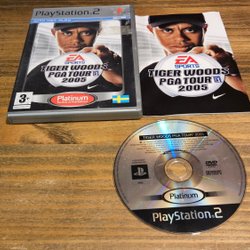 PlayStation 2
EA
SPORTS
TIGER WOODS
PGA TOUR
2005
3+
Platinum
EA
SPORTS
TIGER WOODS
PGA TOUR
2005
TIGER WOODS PGA TOUR 2005
Platinum
PlayStation 2